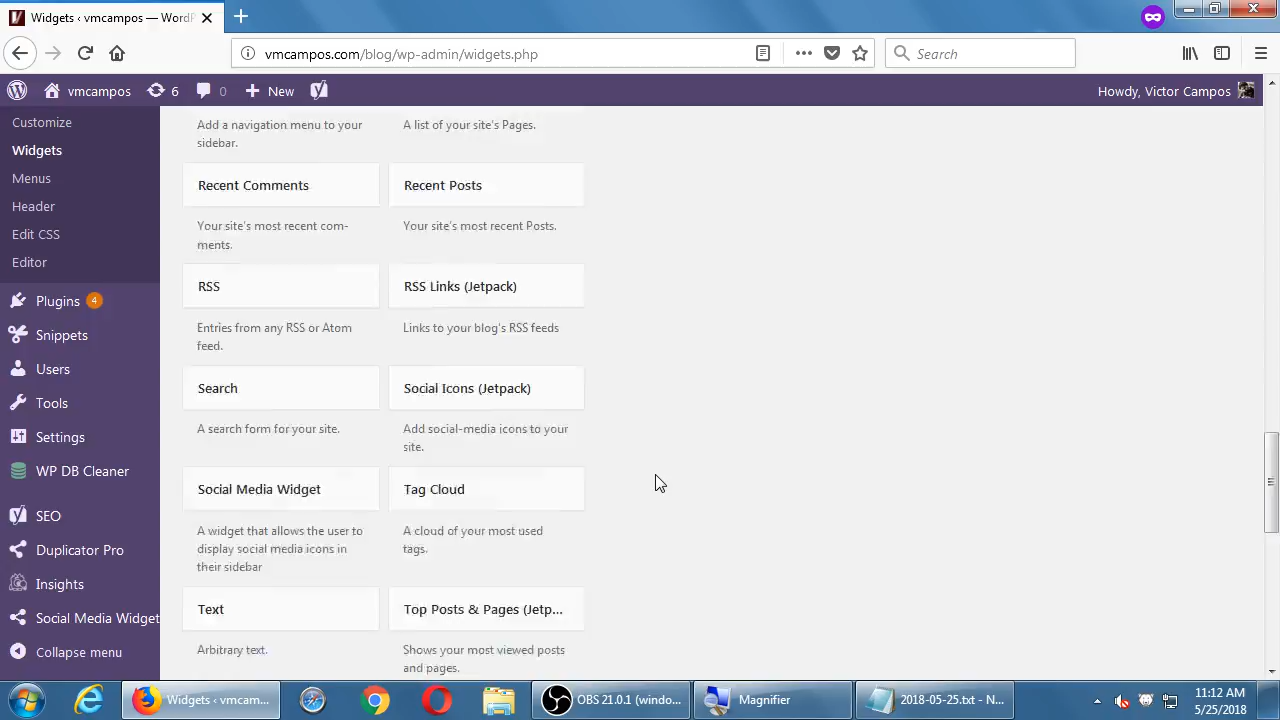 Widgets ‹ vmcampos — WordP
vmcampos.com/blog/wp-admin/widgets.php
Search
vmcampos
6
0
New
Howdy, Victor Campos
Customize
Widgets
Menus
Header
Edit CSS
Editor
Plugins 4
Snippets
Users
Tools
Settings
WP DB Cleaner
SEO
Duplicator Pro
Insights
Social Media Widget
Collapse menu
Add a navigation menu to your
sidebar.
A list of your site's Pages.
Recent Comments
Your site's most recent com-
ments.
Recent Posts
Your site's most recent Posts.
RSS
Entries from any RSS or Atom
feed.
RSS Links (Jetpack)
Links to your blog's RSS feeds
Search
A search form for your site.
Social Icons (Jetpack)
Add social-media icons to your
site.
Social Media Widget
A widget that allows the user to
display social media icons in
their sidebar
Tag Cloud
A cloud of your most used
tags.
Text
Arbitrary text.
Top Posts & Pages (Jetp...
Shows your most viewed posts
and pages.
Widgets ‹ vmcam...
OBS 21.0.1 (windo...
Magnifier
2018-05-25.txt - N...
11:12 AM
5/25/2018